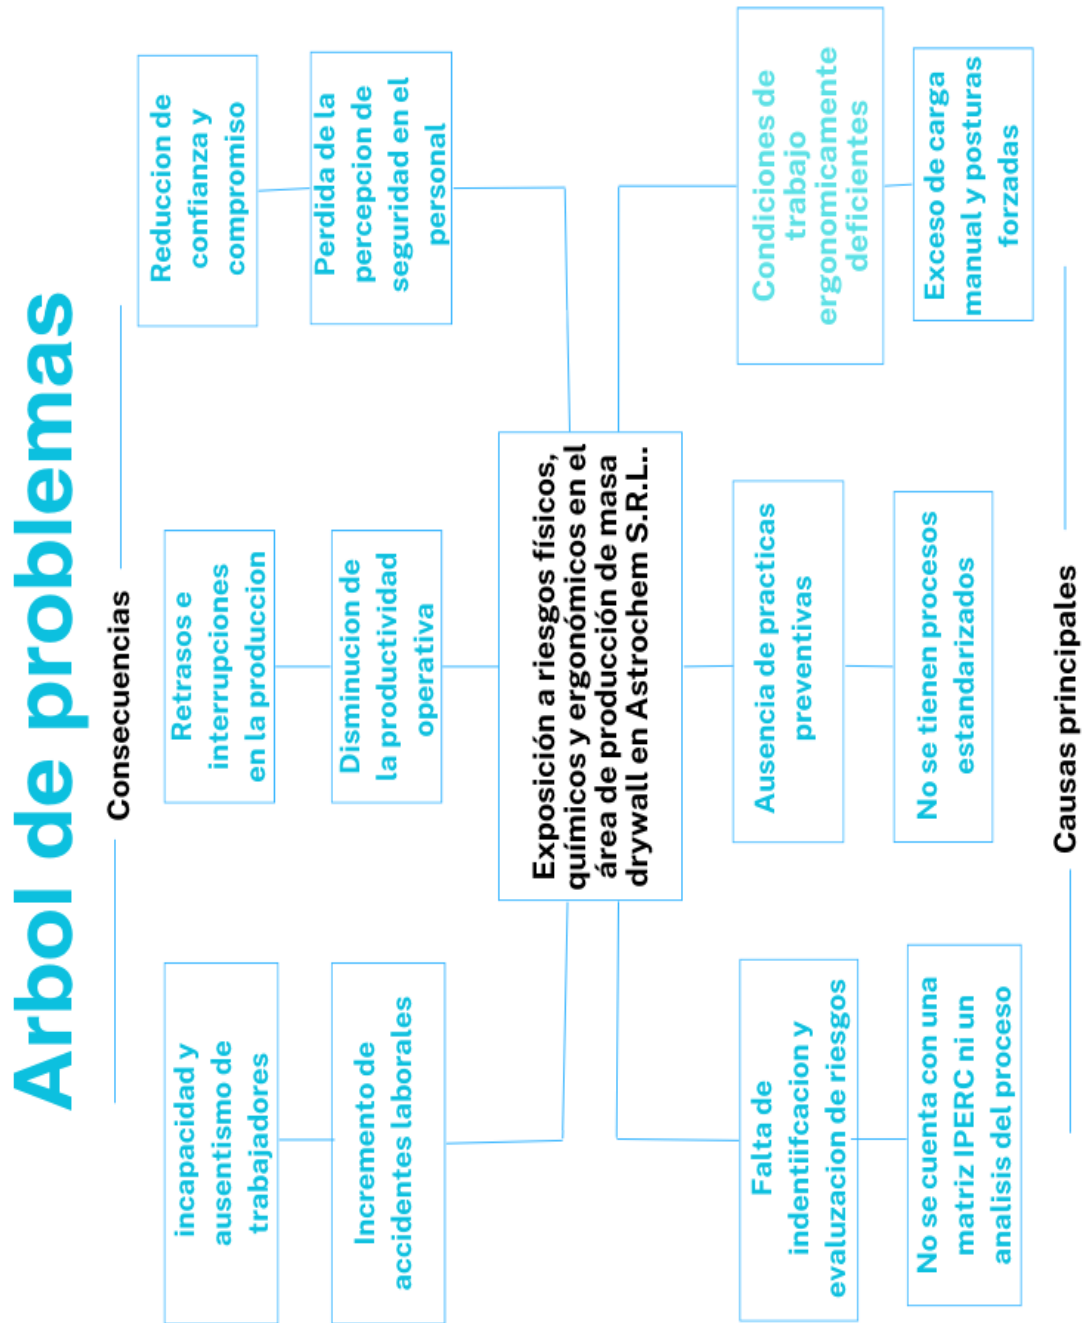 Arbol de problemas
Consecuencias
incapacidad y
ausentismo de
trabajadores
Retrasos e
interrupciones
en la produccion
Reduccion de
confianza y
compromiso
Incremento de
accidentes laborales
Disminucion de
la productividad
operativa
Perdida de la
percepcion de
seguridad en el
personal
Exposición a riesgos físicos,
químicos y ergonómicos en el
área de producción de masa
drywall en Astrochem S.R.L..
Falta de
indentiifcacion y
evaluzacion de riesgos
Ausencia de practicas
preventivas
Condiciones de
trabajo
ergonomicamente
deficientes
No se cuenta con una
matriz IPERC ni un
analisis del proceso
No se tienen procesos
estandarizados
Exceso de carga
manual y posturas
forzadas
Causas principales